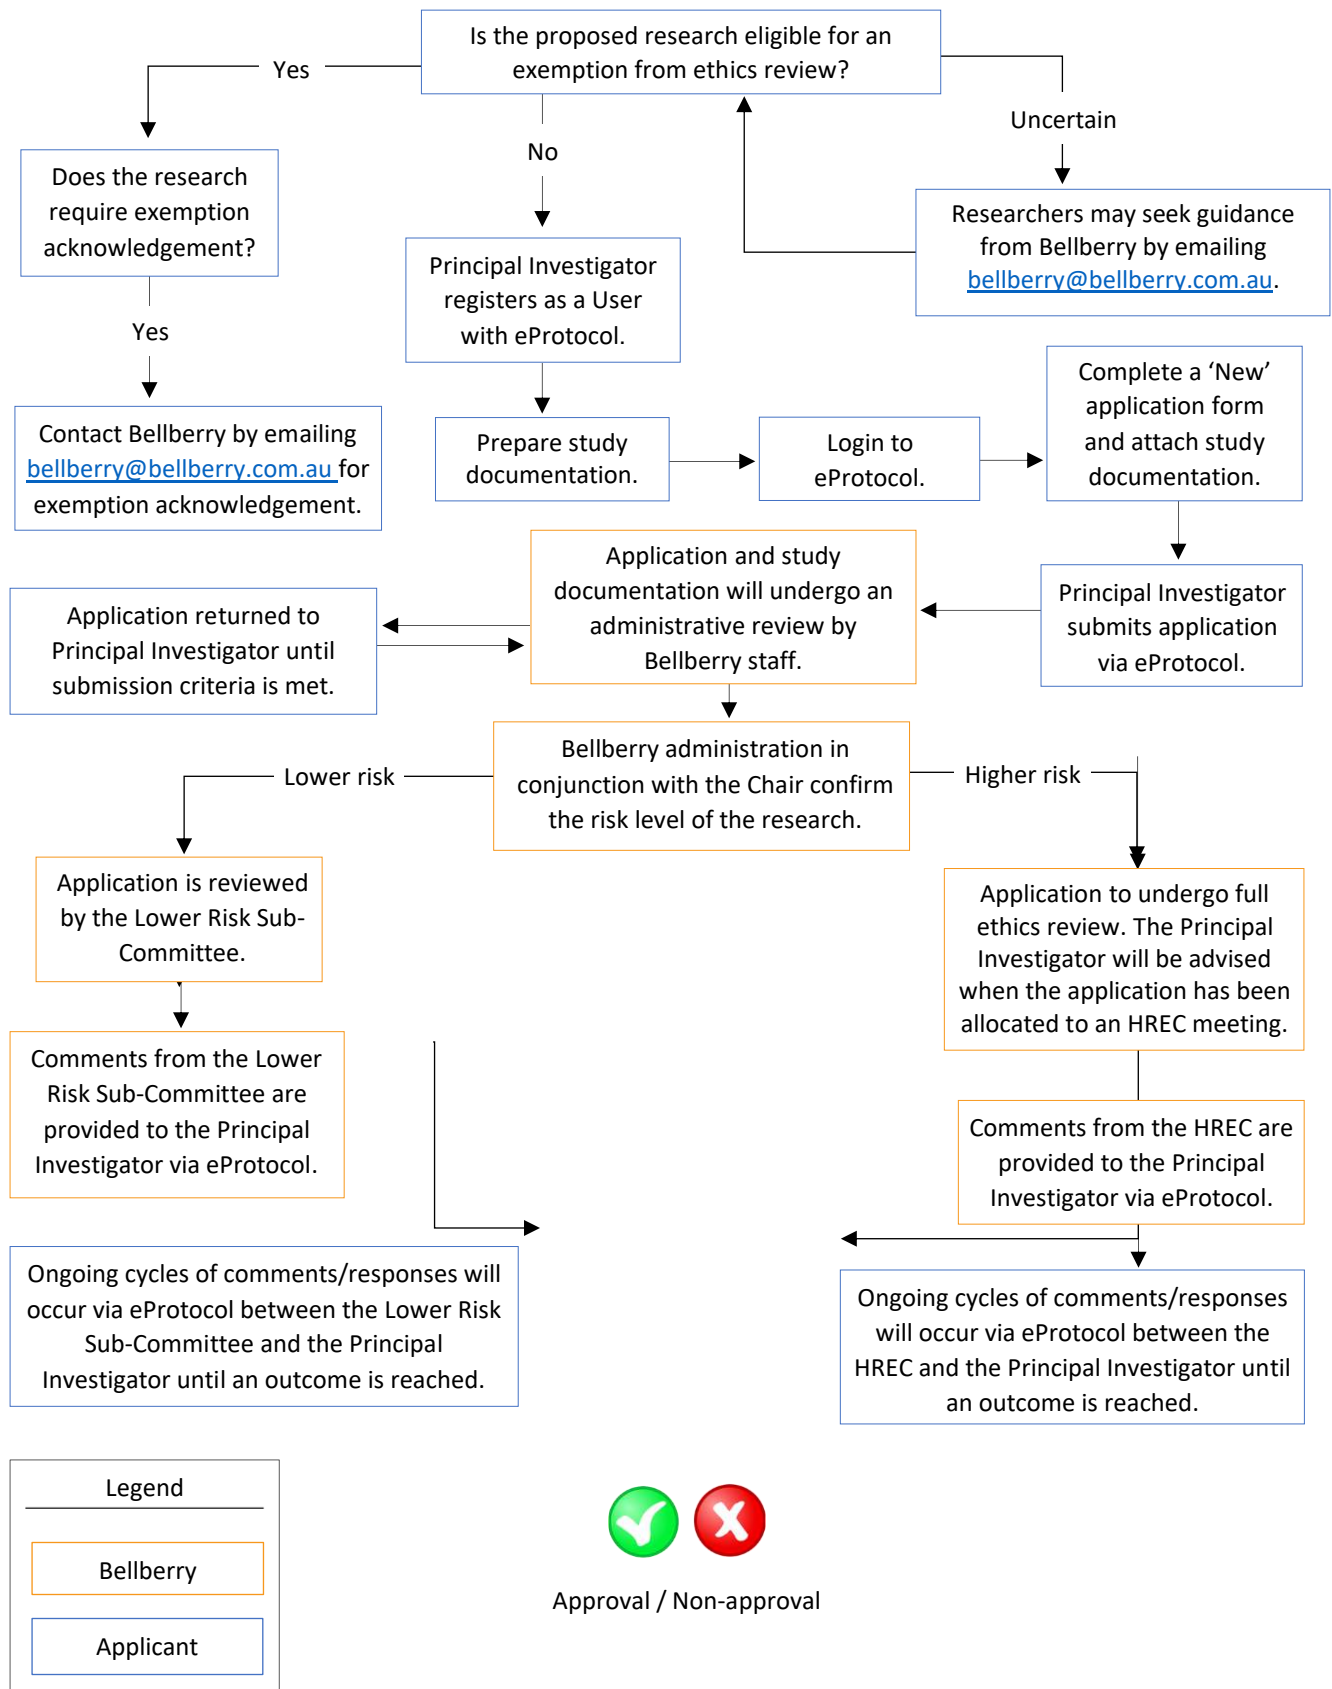 Is the proposed research eligible for an
exemption from ethics review?
Yes
No
Uncertain
Does the research
require exemption
acknowledgement?
Researchers may seek guidance
from Bellberry by emailing
bellberry@bellberry.com.au.
Principal Investigator
registers as a User
with eProtocol.
Yes
Contact Bellberry by emailing
bellberry@bellberry.com.au for
exemption acknowledgement.
Prepare study
documentation.
Login to
eProtocol.
Complete a ‘New’
application form
and attach study
documentation.
Application and study
documentation will undergo an
administrative review by
Bellberry staff.
Principal Investigator
submits application
via eProtocol.
Application returned to
Principal Investigator until
submission criteria is met.
Bellberry administration in
conjunction with the Chair confirm
the risk level of the research.
Lower risk
Higher risk
Application is reviewed
by the Lower Risk Sub-
Committee.
Application to undergo full
ethics review. The Principal
Investigator will be advised
when the application has been
allocated to an HREC meeting.
Comments from the Lower
Risk Sub-Committee are
provided to the Principal
Investigator via eProtocol.
Comments from the HREC are
provided to the Principal
Investigator via eProtocol.
Ongoing cycles of comments/responses will
occur via eProtocol between the Lower Risk
Sub-Committee and the Principal
Investigator until an outcome is reached.
Ongoing cycles of comments/responses
will occur via eProtocol between the
HREC and the Principal Investigator until
an outcome is reached.
Legend
Bellberry
Applicant
Approval / Non-approval